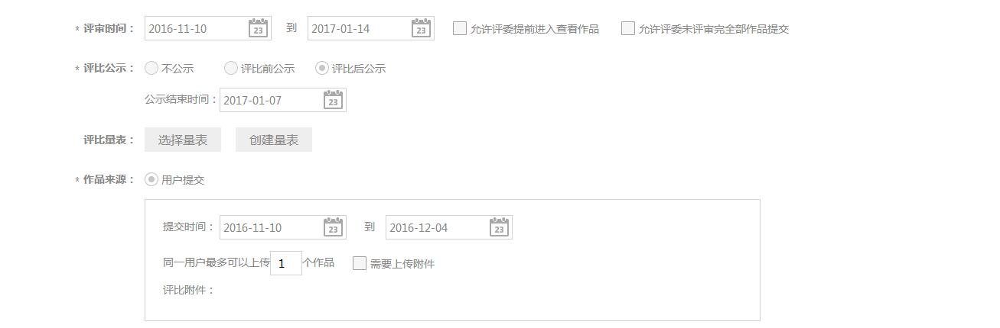 * 评审时间： 2016-11-10 23 到 2017-01-14 23 允许评委提前进入查看作品 允许评委未评审完全部作品提交
* 评比公示： 不公示 评比前公示 评比后公示
公示结束时间： 2017-01-07 23
评比量表： 选择量表 创建量表
* 作品来源： 用户提交
提交时间： 2016-11-10 23 到 2016-12-04 23
同一用户最多可以上传 1 个作品 需要上传附件
评比附件：